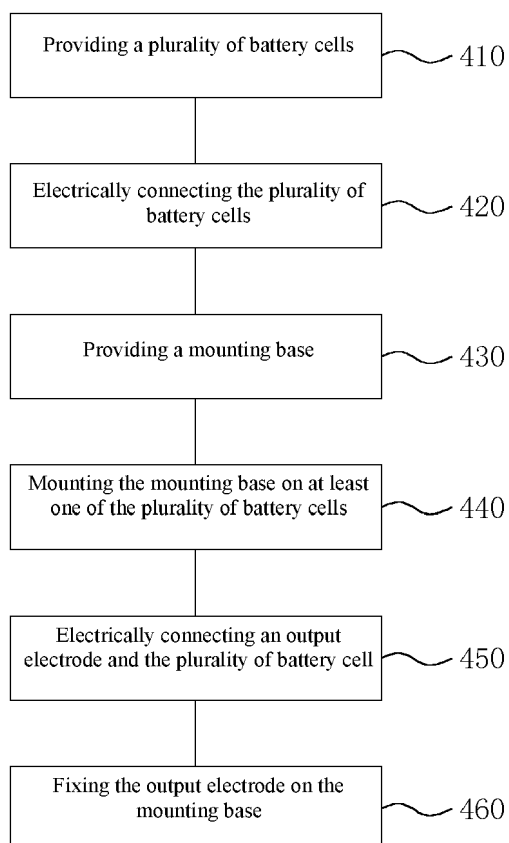 Providing a plurality of battery cells
410
Electrically connecting the plurality of
battery cells
420
Providing a mounting base
430
Mounting the mounting base on at least
one of the plurality of battery cells
440
Electrically connecting an output
electrode and the plurality of battery cell
450
Fixing the output electrode on the
mounting base
460